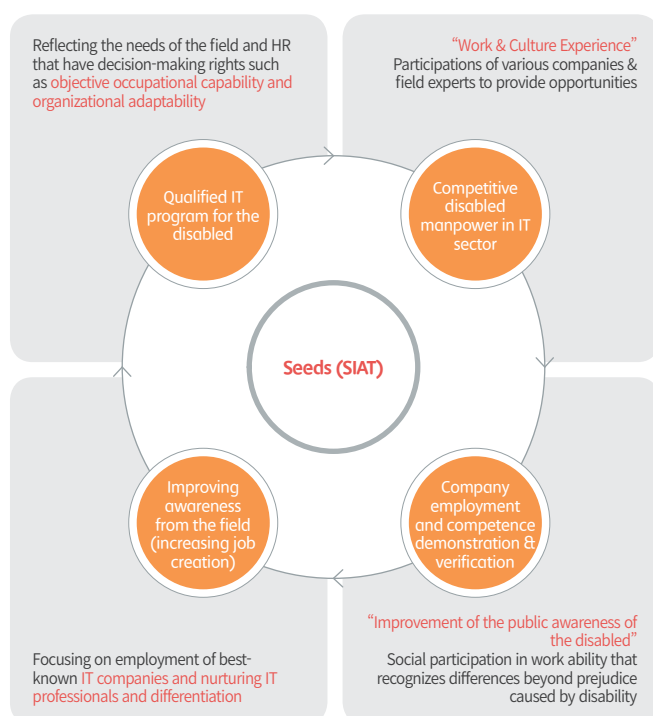 Reflecting the needs of the field and HR
that have decision-making rights such
as objective occupational capability and
organizational adaptability
“Work & Culture Experience”
Participations of various companies &
field experts to provide opportunities
Qualified IT
program for the
disabled
Competitive
disabled
manpower in IT
sector
Seeds (SIAT)
Improving
awareness
from the field
(increasing job
creation)
Company
employment
and competence
demonstration &
verification
Focusing on employment of best-
known IT companies and nurturing IT
professionals and differentiation
“Improvement of the public awareness of
the disabled”
Social participation in work ability that
recognizes differences beyond prejudice
caused by disability